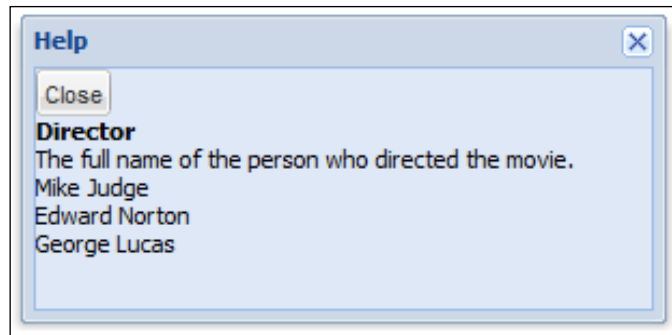 Help
Close
Director
The full name of the person who directed the movie.
Mike Judge
Edward Norton
George Lucas